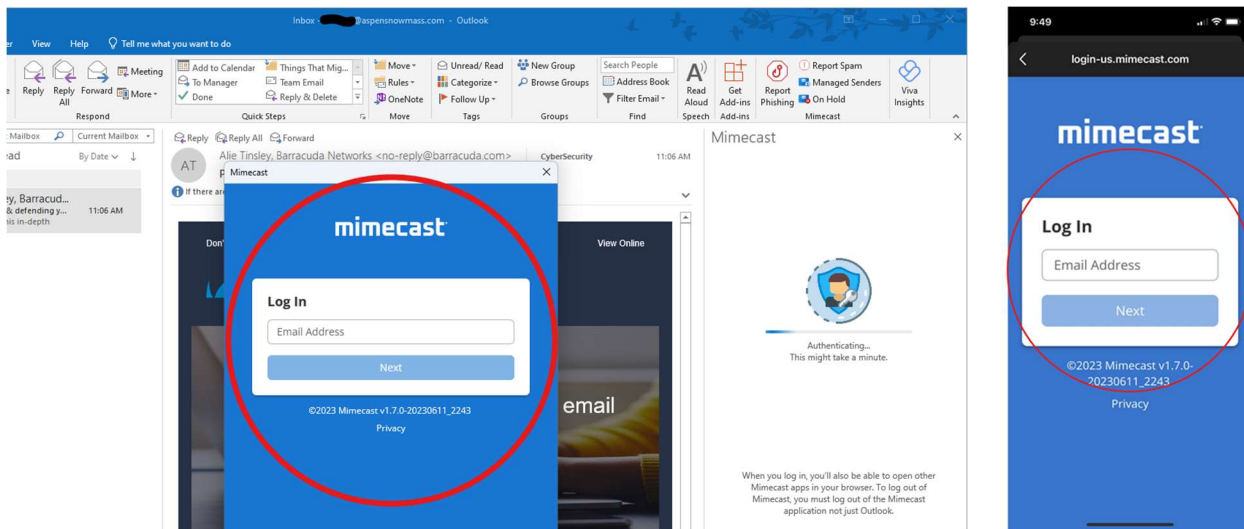 Inbox - @aspensnowmass.com - Outlook
View Help Tell me what you want to do
Reply
Reply All
Forward
Meeting
More
Respond
Add to Calendar
To Manager
Done
Things That Mig...
Team Email
Reply & Delete
Quick Steps
Move
Rules
OneNote
Move
Unread/ Read
Categorize
Follow Up
Tags
New Group
Browse Groups
Groups
Search People
Address Book
Filter Email
Find
Read Aloud
Speech
Get Add-ins
Add-ins
Report Phishing
Report Spam
Managed Senders
On Hold
Mimecast
Viva Insights
Mailbox Current Mailbox
By Date
Barracud...
& defending y... 11:06 AM
in-depth
Reply Reply All Forward
AT
Alie Tinsley, Barracuda Networks <no-reply@barracuda.com>
CyberSecurity 11:06 AM
If there are
View Online
email
Mimecast
mimecast
Log In
Email Address
Next
©2023 Mimecast v1.7.0-20230611_2243
Privacy
Mimecast
Authenticating...
This might take a minute.
When you log in, you'll also be able to open other
Mimecast apps in your browser. To log out of
Mimecast, you must log out of the Mimecast
application not just Outlook.
9:49
login-us.mimecast.com
mimecast
Log In
Email Address
Next
©2023 Mimecast v1.7.0-
20230611_2243
Privacy